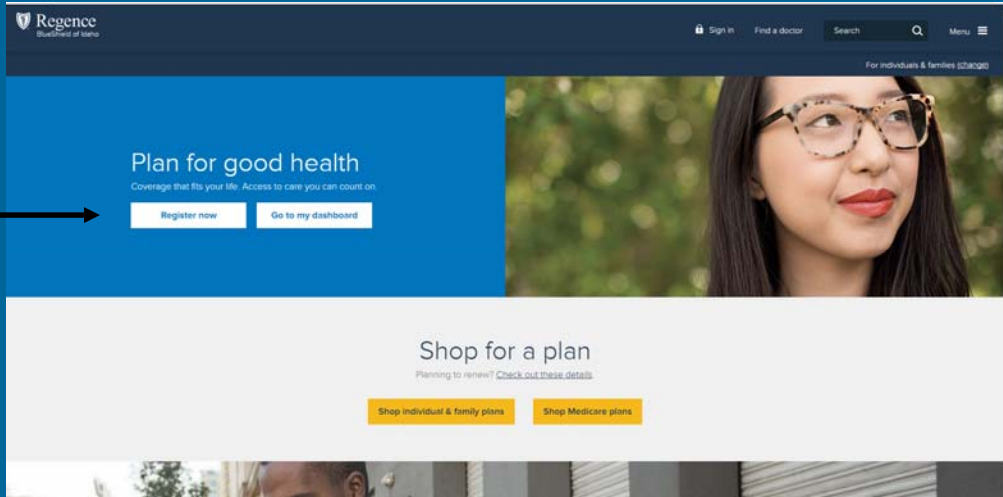 Regence
BlueShield of Idaho
Sign in Find a doctor Search Menu
For individuals & families (change)
Plan for good health
Coverage that fits your life. Access to care you can count on.
Register now Go to my dashboard
Shop for a plan
Planning to renew? Check out these details.
Shop individual & family plans Shop Medicare plans